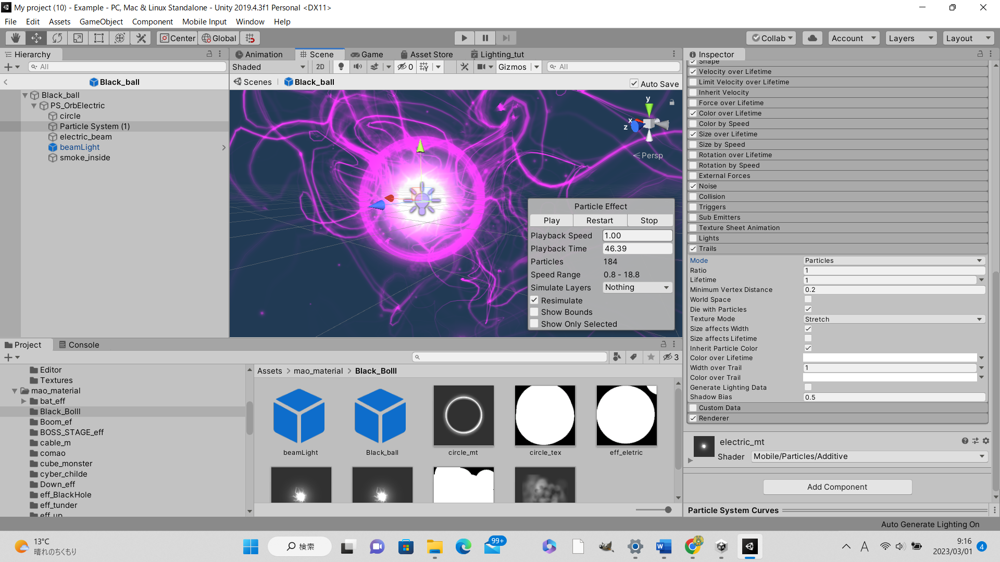 My project (10) - Example - PC, Mac & Linux Standalone - Unity 2019.4.3f1 Personal <DX11>
File Edit Assets GameObject Component Mobile Input Window Help
Center Global Collab Account Layers Layout
Hierarchy
All
Black_ball
Black_ball
PS_OrbElectric
circle
Particle System (1)
electric_beam
beamLight
smoke_inside
Animation Scene Game Asset Store Lighting_tut
Shaded 2D 0 Gizmos All
Scenes Black_ball Auto Save
y
x
z
Persp
Particle Effect
Play Restart Stop
Playback Speed 1.00
Playback Time 46.39
Particles 184
Speed Range 0.8 - 18.8
Simulate Layers Nothing
Resimulate
Show Bounds
Show Only Selected
Inspector
Shape
Velocity over Lifetime
Limit Velocity over Lifetime
Inherit Velocity
Force over Lifetime
Color over Lifetime
Color by Speed
Size over Lifetime
Size by Speed
Rotation over Lifetime
Rotation by Speed
External Forces
Noise
Collision
Triggers
Sub Emitters
Texture Sheet Animation
Lights
Trails
Mode Particles
Ratio 1
Lifetime 1
Minimum Vertex Distance 0.2
World Space
Die with Particles
Texture Mode Stretch
Size affects Width
Size affects Lifetime
Inherit Particle Color
Color over Lifetime
Width over Trail 1
Color over Trail
Generate Lighting Data
Shadow Bias 0.5
Custom Data
Renderer
electric_mt
Shader Mobile/Particles/Additive
Add Component
Particle System Curves
Project Console
3
Editor
Textures
mao_material
bat_eff
Black_Bolll
Boom_ef
BOSS_STAGE_eff
cable_m
comao
cube_monster
cyber_childe
Down_eff
eff_BlackHole
eff_tunder
eff_up
Assets > mao_material > Black_Bolll
beamLight Black_ball circle_mt circle_tex eff_eletric
Auto Generate Lighting On
13°C
晴れのちくもり
検索
99+
A
9:16
2023/03/01
4